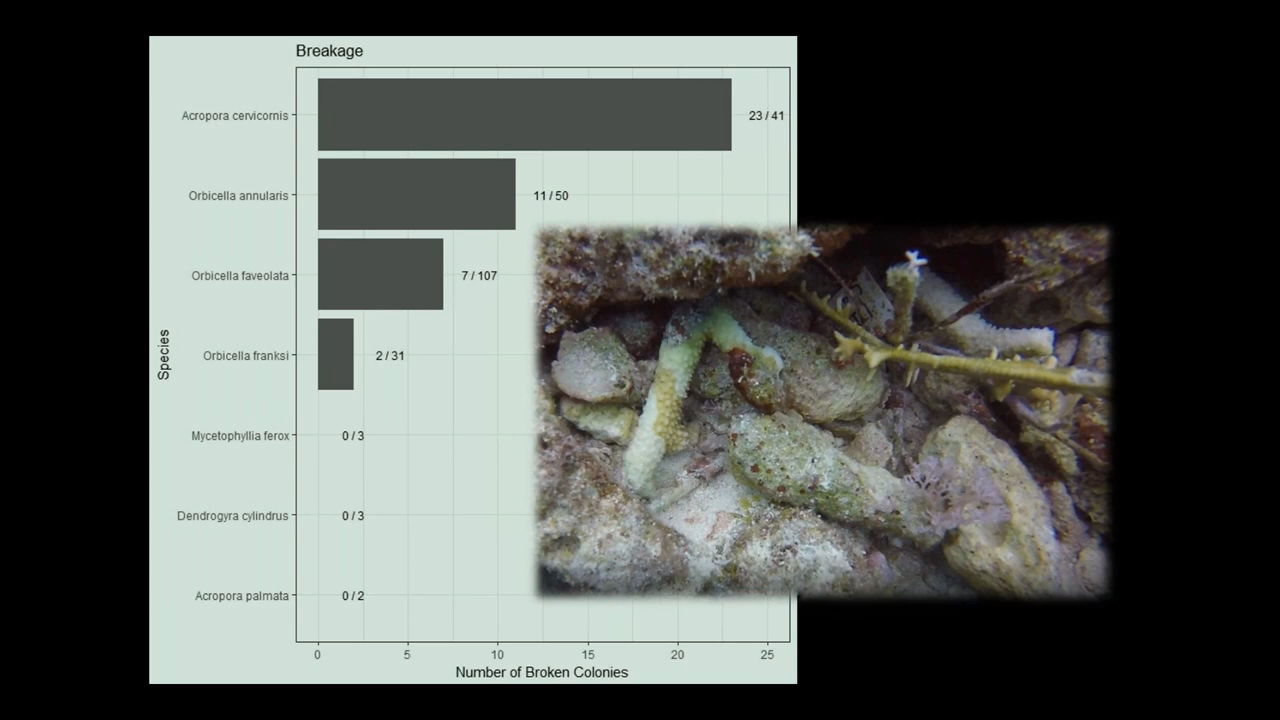 Breakage
Species
Acropora cervicornis
23 / 41
Orbicella annularis
11 / 50
Orbicella faveolata
7 / 107
Orbicella franksi
2 / 31
Mycetophyllia ferox
0 / 3
Dendrogyra cylindrus
0 / 3
Acropora palmata
0 / 2
0 5 10 15 20 25
Number of Broken Colonies